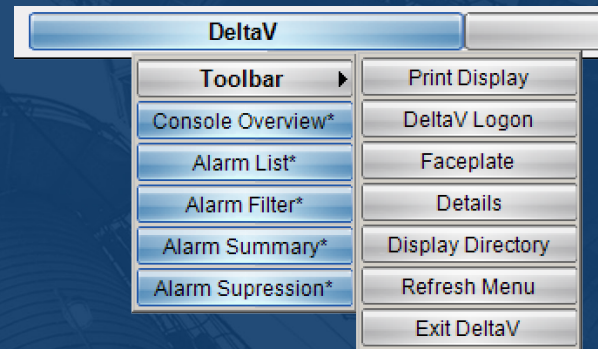 DeltaV
Toolbar
Console Overview*
Alarm List*
Alarm Filter*
Alarm Summary*
Alarm Supression*
Print Display
DeltaV Logon
Faceplate
Details
Display Directory
Refresh Menu
Exit DeltaV